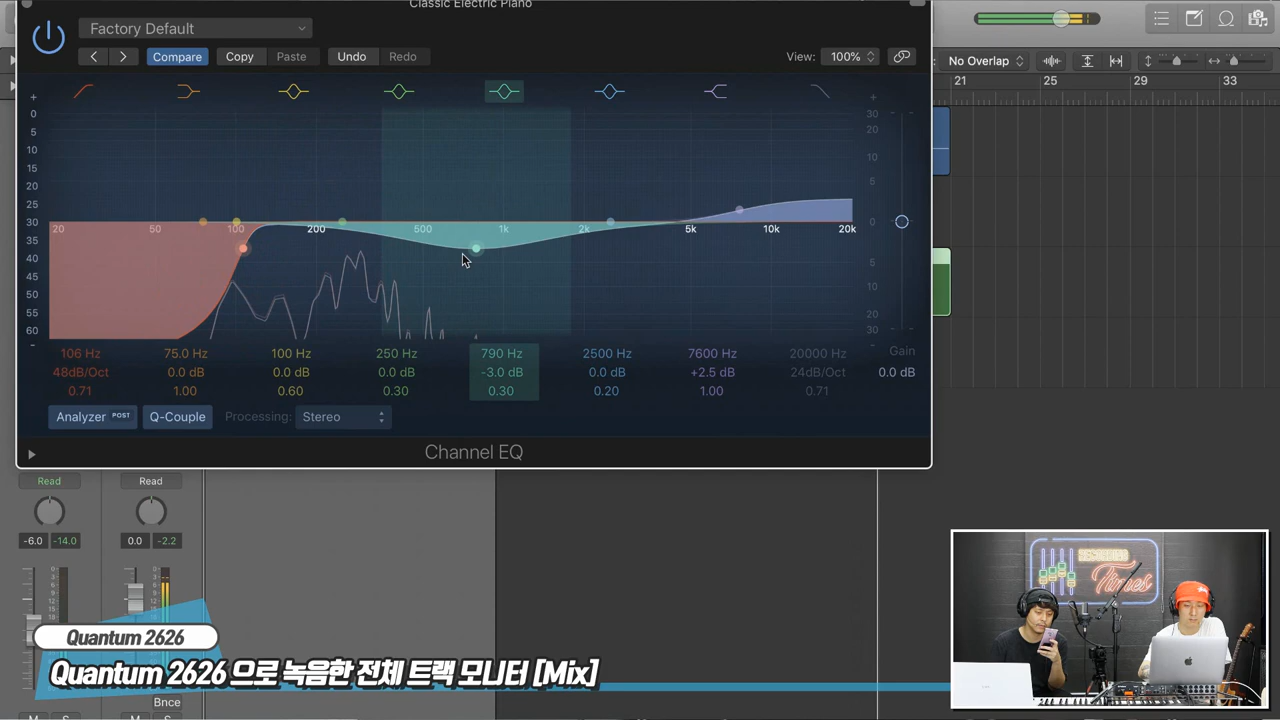 Classic Electric Piano
Factory Default
Compare Copy Paste Undo Redo View: 100%
No Overlap
21 25 29 33
+ +
0 30
5 20
10
15 10
20
25 5
30 20 50 100 200 500 1k 2k 5k 10k 20k 0
35
40 5
45
50 10
55 20
60 30
- -
106 Hz 75.0 Hz 100 Hz 250 Hz 790 Hz 2500 Hz 7600 Hz 20000 Hz Gain
48dB/Oct 0.0 dB 0.0 dB 0.0 dB -3.0 dB 0.0 dB +2.5 dB 24dB/Oct 0.0 dB
0.71 1.00 0.60 0.30 0.30 0.20 1.00 0.71
Analyzer POST Q-Couple Processing: Stereo
Channel EQ
Read Read
-6.0 -14.0 0.0 -2.2
Quantum 2626
Quantum 2626 으로 녹음한 전체 트랙 모니터 [Mix]
Bnce
M S M S
Times